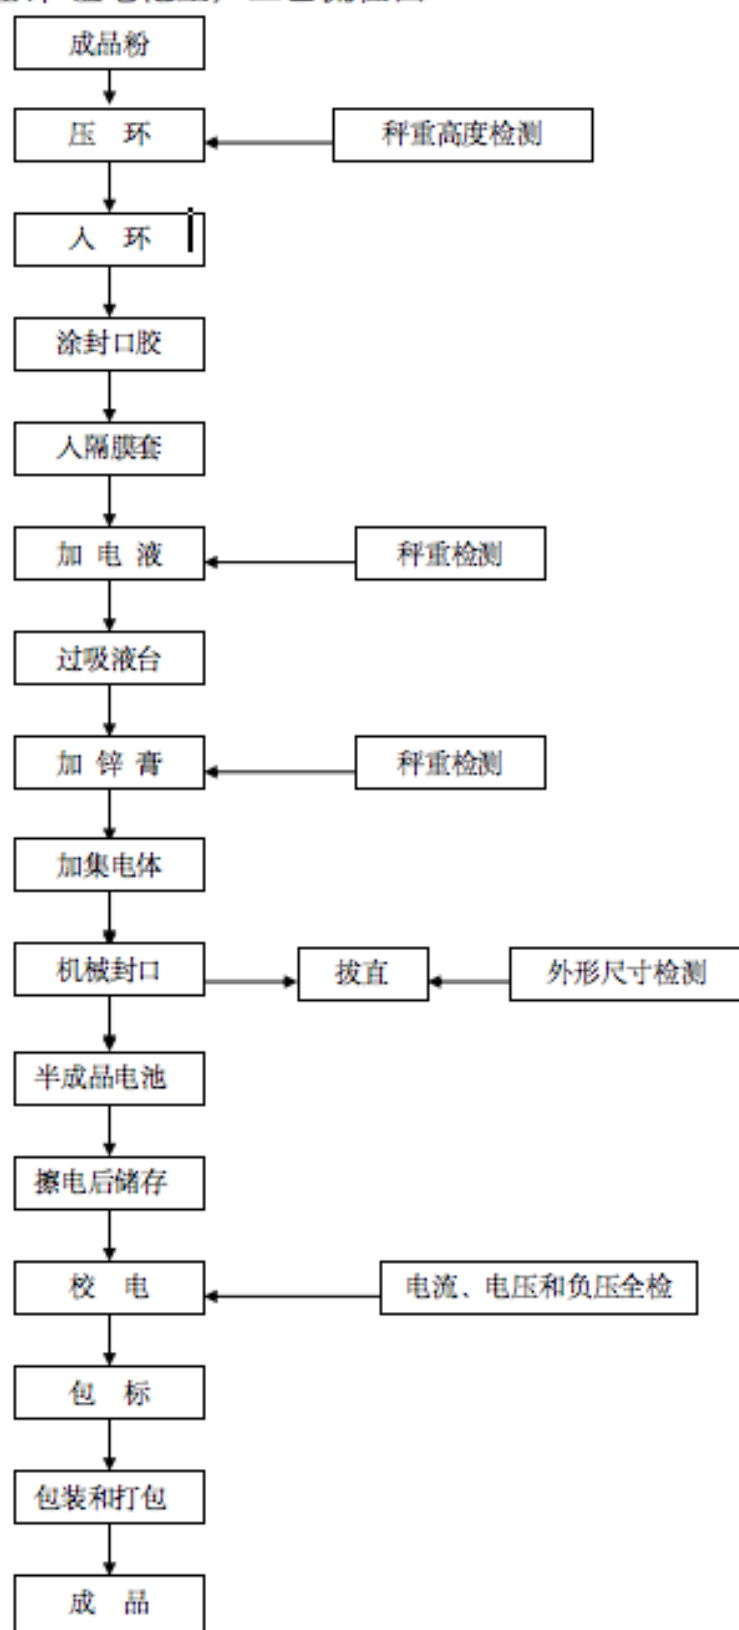 成品粉
压 环
秤重高度检测
入 环
涂封口胶
入隔膜套
加 电 液
秤重检测
过吸液台
加 锌 膏
秤重检测
加集电体
机械封口
拔直
外形尺寸检测
半成品电池
擦电后储存
校 电
电流、电压和负压全检
包 标
包装和打包
成 品